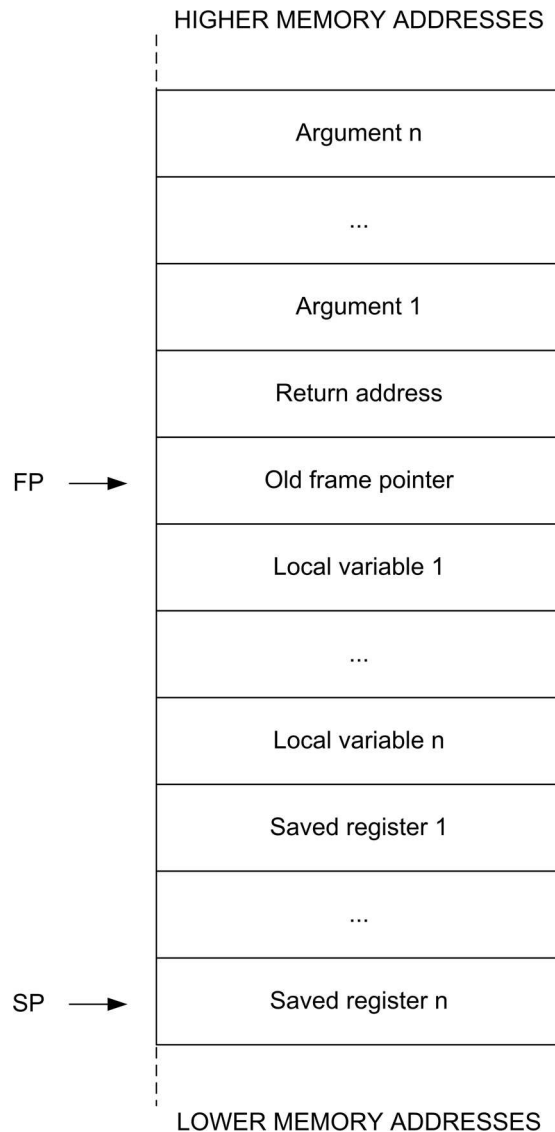 HIGHER MEMORY ADDRESSES
Argument n
...
Argument 1
Return address
FP
Old frame pointer
Local variable 1
...
Local variable n
Saved register 1
...
SP
Saved register n
LOWER MEMORY ADDRESSES